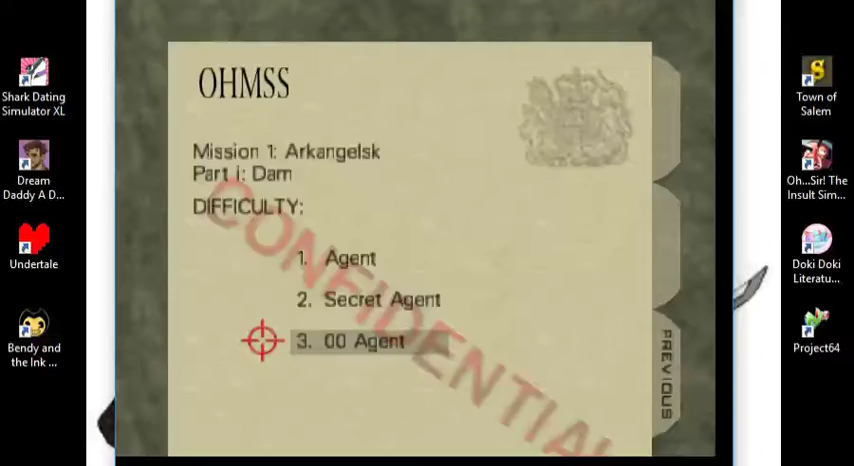 OHMSS
Mission 1: Arkangelsk
Part i: Dam
DIFFICULTY:
1. Agent
2. Secret Agent
3. 00 Agent
CONFIDENTIAL
PREVIOUS
Shark Dating
Simulator XL
Dream
Daddy A D...
Undertale
Bendy and
the Ink ...
Town of
Salem
Oh...Sir! The
Insult Sim...
Doki Doki
Literatu...
Project64